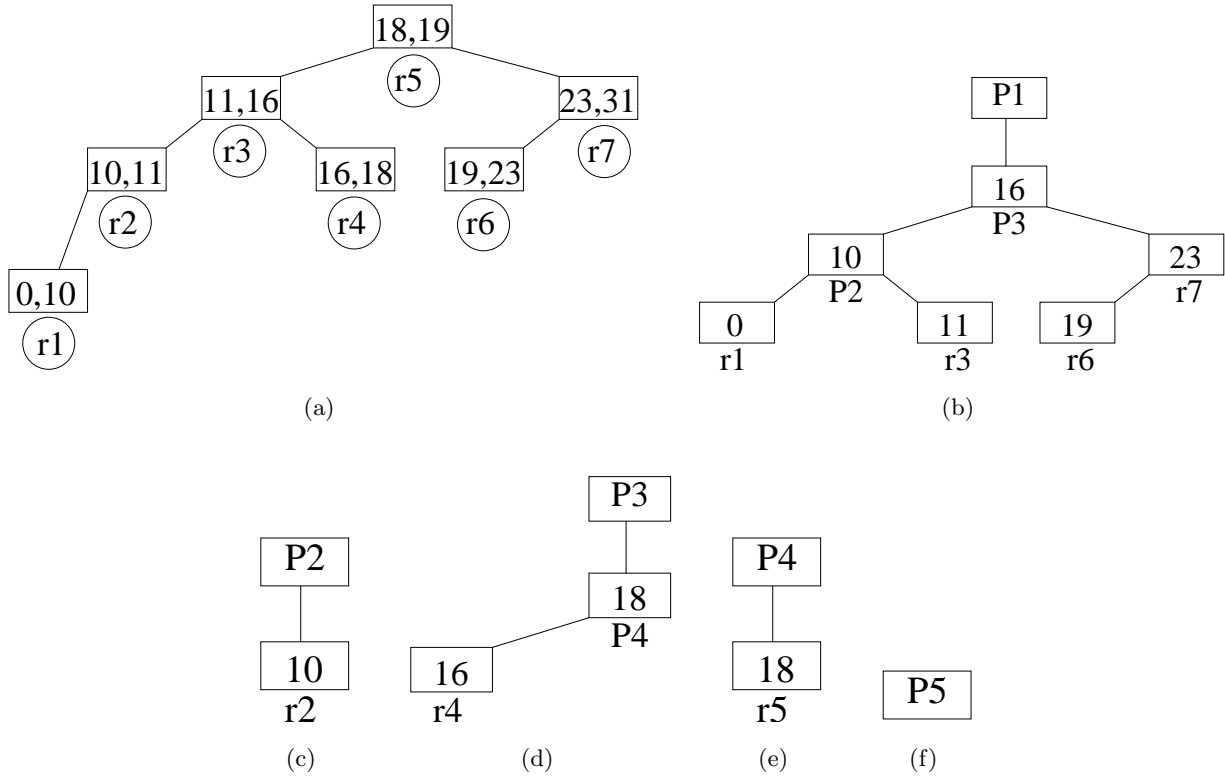 18,19
r5
11,16
r3
23,31
r7
10,11
r2
16,18
r4
19,23
r6
0,10
r1
(a)
P1
16
P3
10
P2
23
r7
0
r1
11
r3
19
r6
(b)
P2
10
r2
(c)
P3
18
P4
16
r4
(d)
P4
18
r5
(e)
P5
(f)